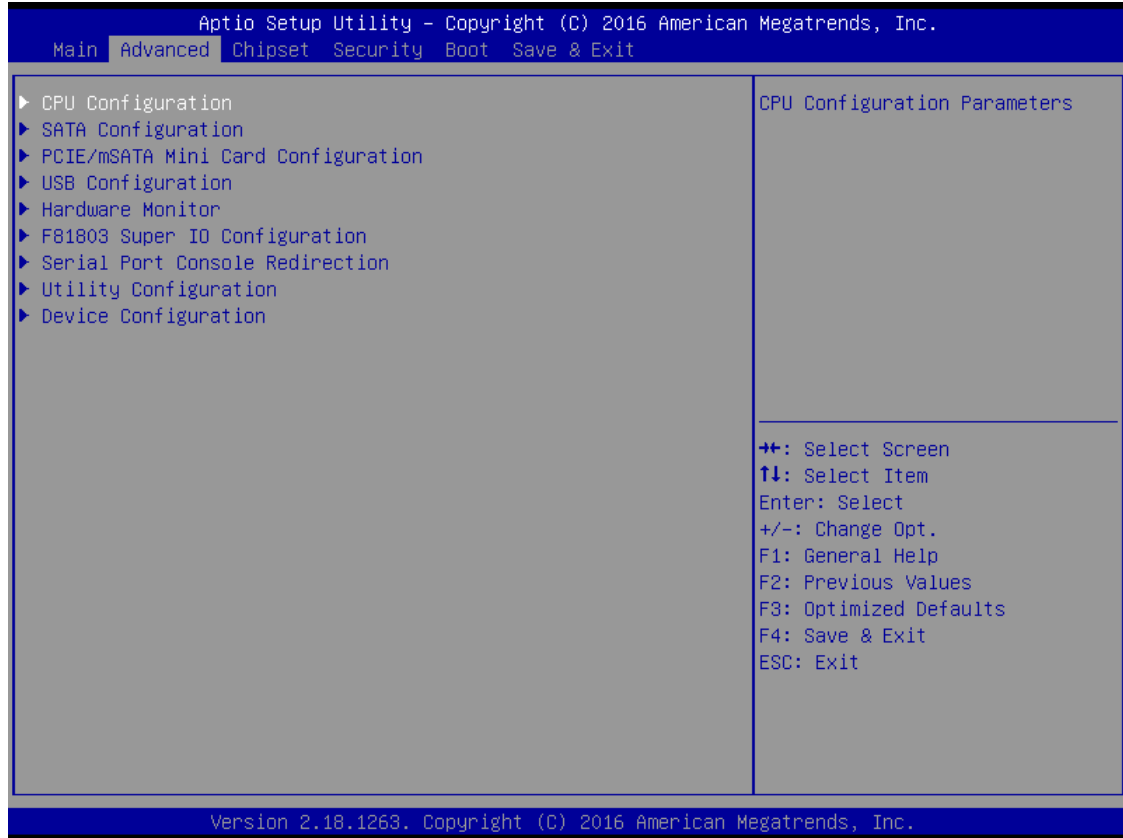 Aptio Setup Utility – Copyright (C) 2016 American Megatrends, Inc.
Main Advanced Chipset Security Boot Save & Exit
► CPU Configuration
► SATA Configuration
► PCIE/mSATA Mini Card Configuration
► USB Configuration
► Hardware Monitor
► F81803 Super IO Configuration
► Serial Port Console Redirection
► Utility Configuration
► Device Configuration
CPU Configuration Parameters
→←: Select Screen
↑↓: Select Item
Enter: Select
+/-: Change Opt.
F1: General Help
F2: Previous Values
F3: Optimized Defaults
F4: Save & Exit
ESC: Exit
Version 2.18.1263. Copyright (C) 2016 American Megatrends, Inc.